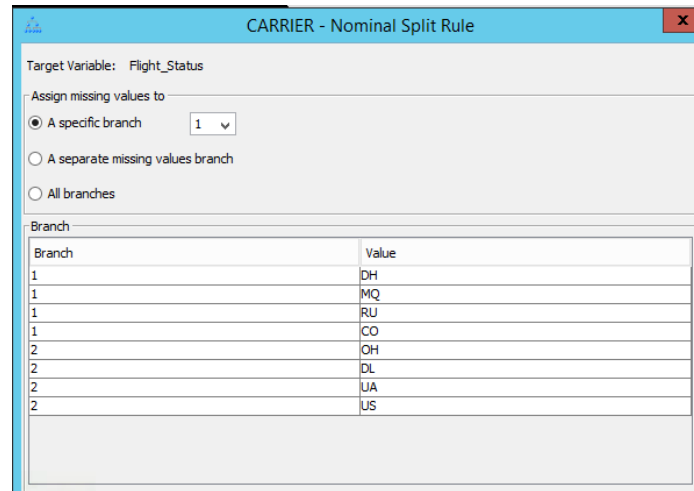 CARRIER - Nominal Split Rule
x
Target Variable: Flight_Status
Assign missing values to
A specific branch 1
A separate missing values branch
All branches
Branch
Branch Value
1 DH
1 MQ
1 RU
1 CO
2 OH
2 DL
2 UA
2 US